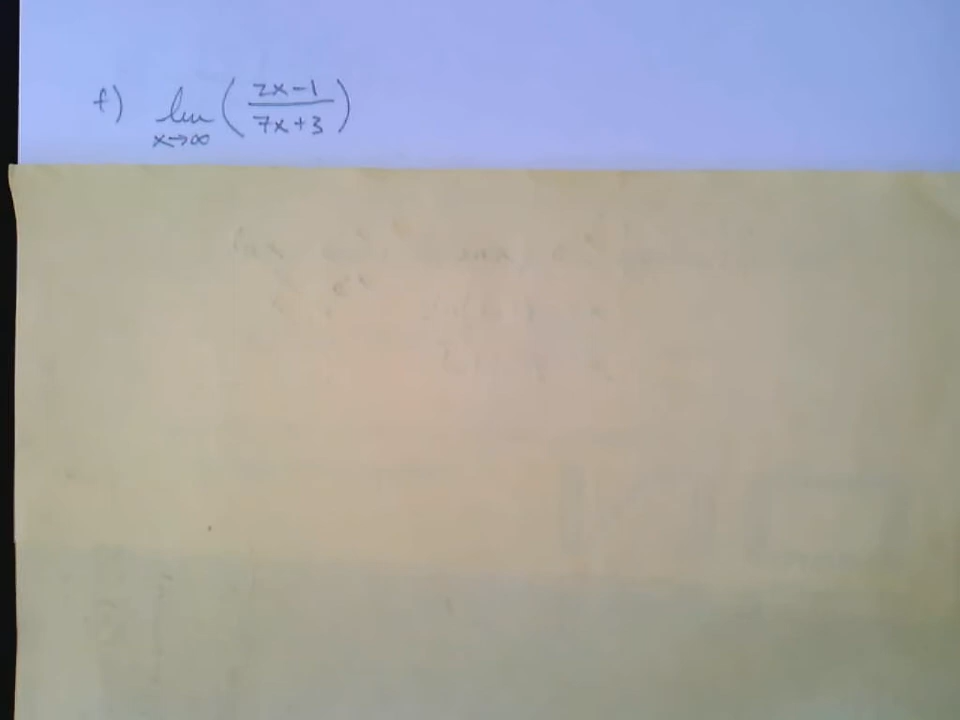 f) lim x→∞ ( 2x-1 / 7x+3 )